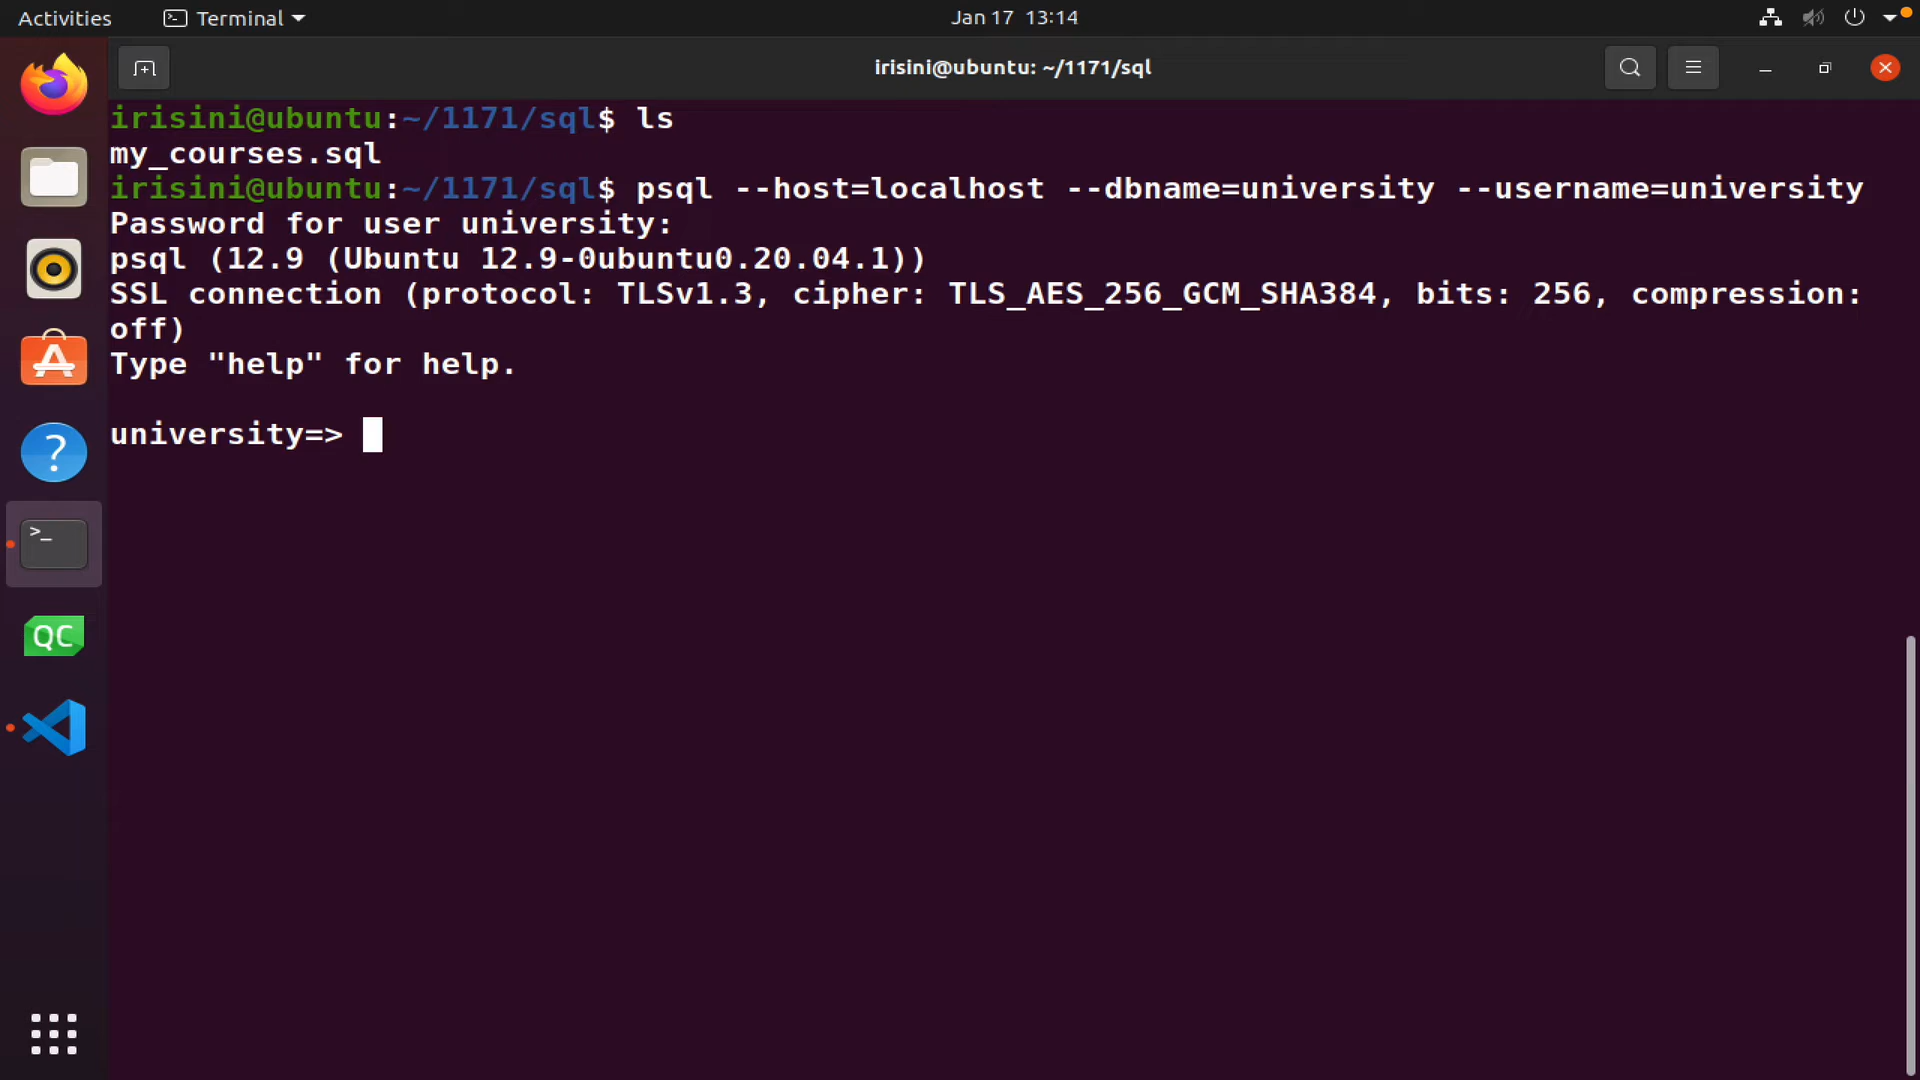 Activities
Terminal
Jan 17 13:14
irisini@ubuntu: ~/1171/sql
irisini@ubuntu:~/1171/sql$ ls
my_courses.sql
irisini@ubuntu:~/1171/sql$ psql --host=localhost --dbname=university --username=university
Password for user university:
psql (12.9 (Ubuntu 12.9-0ubuntu0.20.04.1))
SSL connection (protocol: TLSv1.3, cipher: TLS_AES_256_GCM_SHA384, bits: 256, compression:
off)
Type "help" for help.
university=>
?
>_
QC